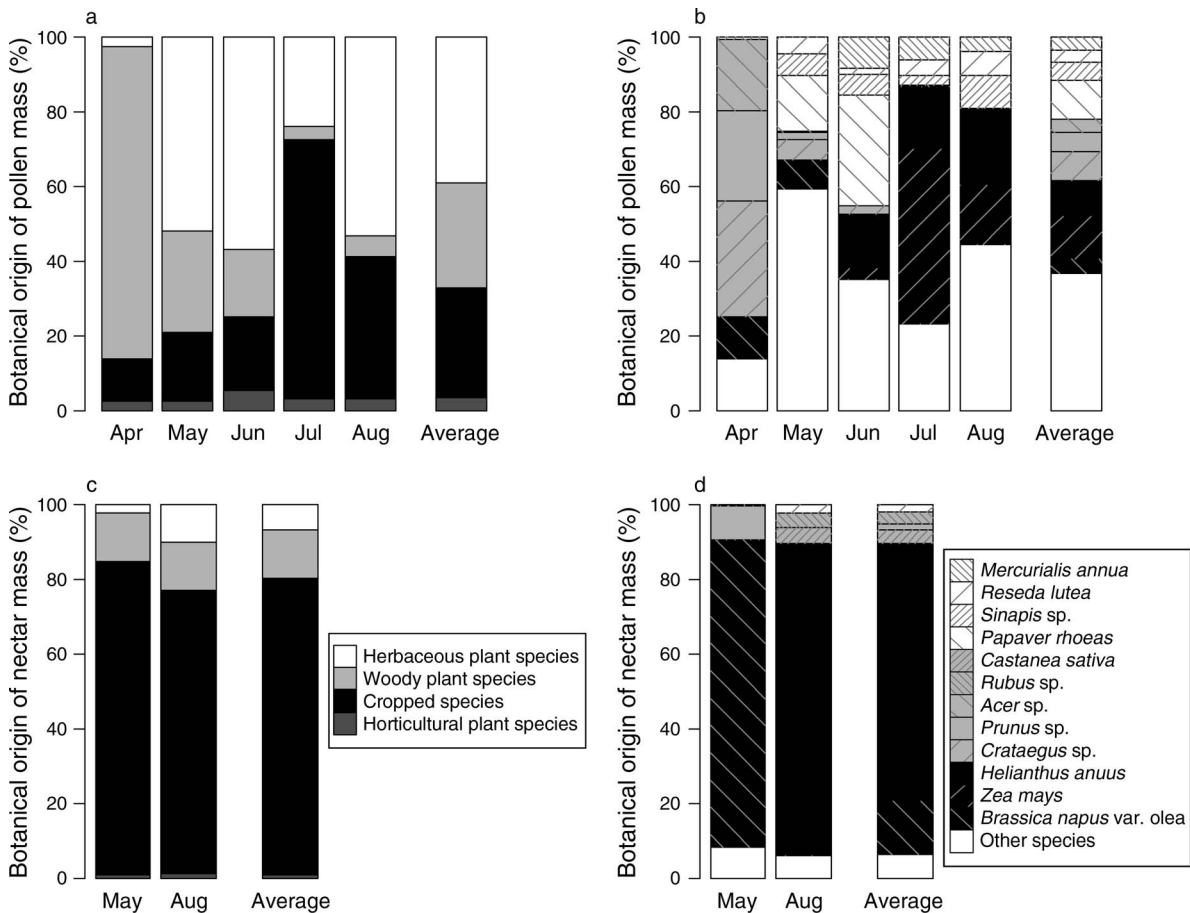 a
Botanical origin of pollen mass (%)
100
80
60
40
20
0
Apr May Jun Jul Aug Average
b
Botanical origin of pollen mass (%)
100
80
60
40
20
0
Apr May Jun Jul Aug Average
c
Botanical origin of nectar mass (%)
100
80
60
40
20
0
May Aug Average
Herbaceous plant species
Woody plant species
Cropped species
Horticultural plant species
d
Botanical origin of nectar mass (%)
100
80
60
40
20
0
May Aug Average
Mercurialis annua
Reseda lutea
Sinapis sp.
Papaver rhoeas
Castanea sativa
Rubus sp.
Acer sp.
Prunus sp.
Crataegus sp.
Helianthus anuus
Zea mays
Brassica napus var. olea
Other species